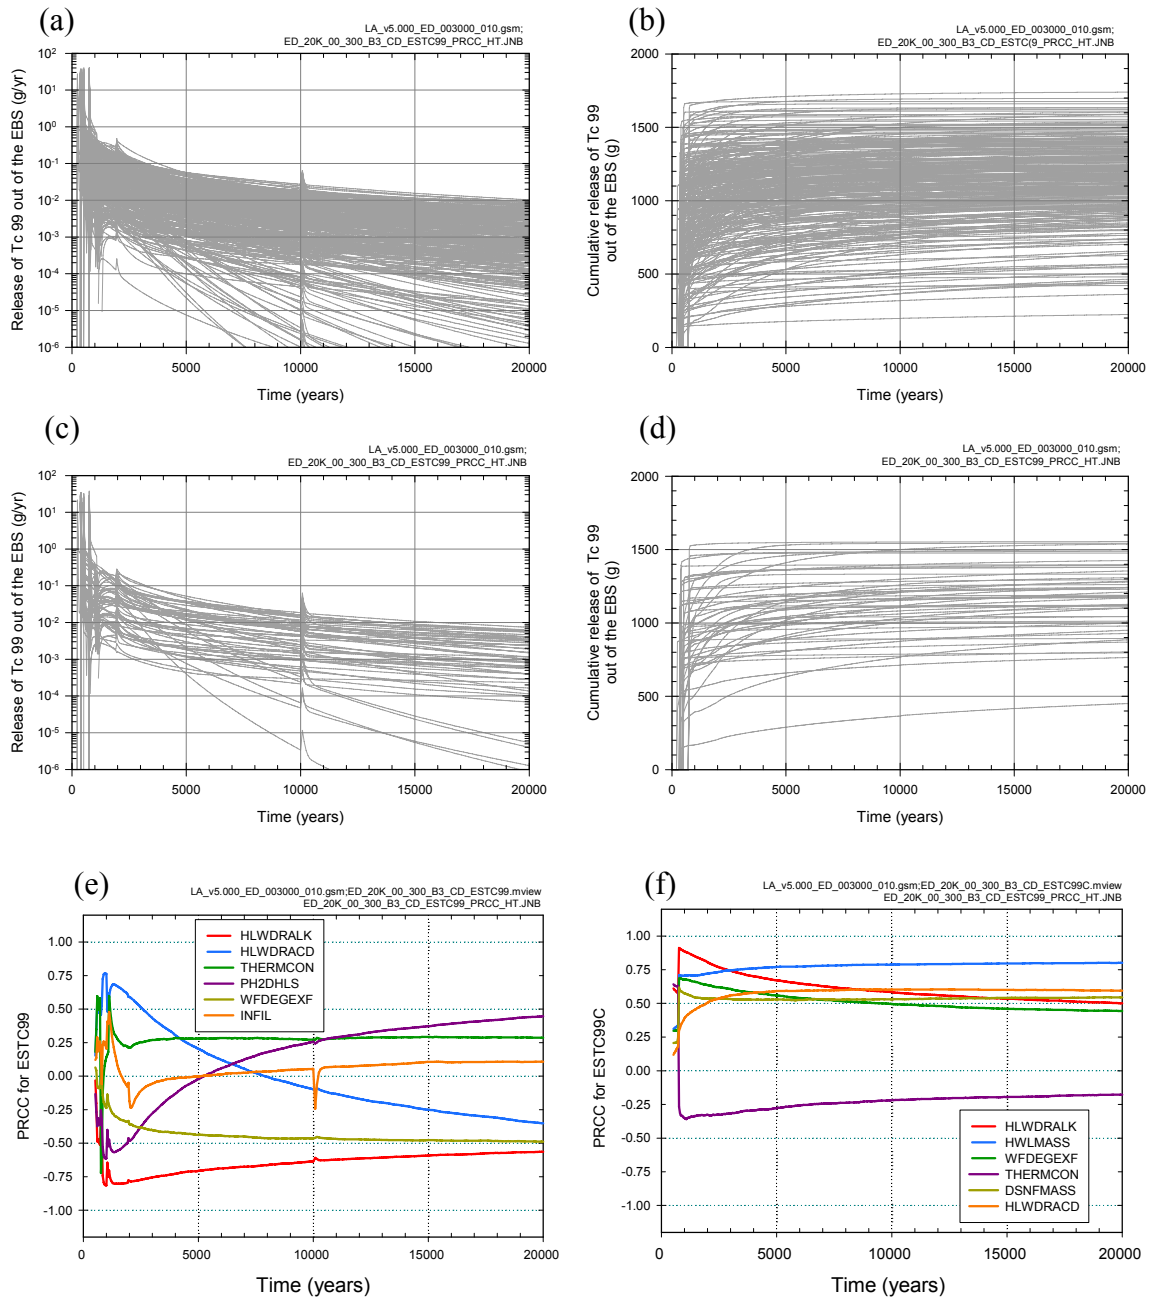 (a)
LA_v5.000_ED_003000_010.gsm;
ED_20K_00_300_B3_CD_ESTC99_PRCC_HT.JNB
Release of Tc 99 out of the EBS (g/yr)
10²
10¹
10⁰
10⁻¹
10⁻²
10⁻³
10⁻⁴
10⁻⁵
10⁻⁶
0 5000 10000 15000 20000
Time (years)
(b)
LA_v5.000_ED_003000_010.gsm;
ED_20K_00_300_B3_CD_ESTC(9_PRCC_HT.JNB
Cumulative release of Tc 99
out of the EBS (g)
2000
1500
1000
500
0
0 5000 10000 15000 20000
Time (years)
(c)
LA_v5.000_ED_003000_010.gsm;
ED_20K_00_300_B3_CD_ESTC99_PRCC_HT.JNB
Release of Tc 99 out of the EBS (g/yr)
10²
10¹
10⁰
10⁻¹
10⁻²
10⁻³
10⁻⁴
10⁻⁵
10⁻⁶
0 5000 10000 15000 20000
Time (years)
(d)
LA_v5.000_ED_003000_010.gsm;
ED_20K_00_300_B3_CD_ESTC99_PRCC_HT.JNB
Cumulative release of Tc 99
out of the EBS (g)
2000
1500
1000
500
0
0 5000 10000 15000 20000
Time (years)
(e)
LA_v5.000_ED_003000_010.gsm;ED_20K_00_300_B3_CD_ESTC99.mview
ED_20K_00_300_B3_CD_ESTC99_PRCC_HT.JNB
PRCC for ESTC99
1.00
0.75
0.50
0.25
0.00
-0.25
-0.50
-0.75
-1.00
HLWDRALK
HLWDRACD
THERMCON
PH2DHLS
WFDEGEXF
INFIL
0 5000 10000 15000 20000
Time (years)
(f)
LA_v5.000_ED_003000_010.gsm;ED_20K_00_300_B3_CD_ESTC99C.mview
ED_20K_00_300_B3_CD_ESTC99_PRCC_HT.JNB
PRCC for ESTC99C
1.00
0.75
0.50
0.25
0.00
-0.25
-0.50
-0.75
-1.00
HLWDRALK
HWLMASS
WFDEGEXF
THERMCON
DSNFMASS
HLWDRACD
0 5000 10000 15000 20000
Time (years)